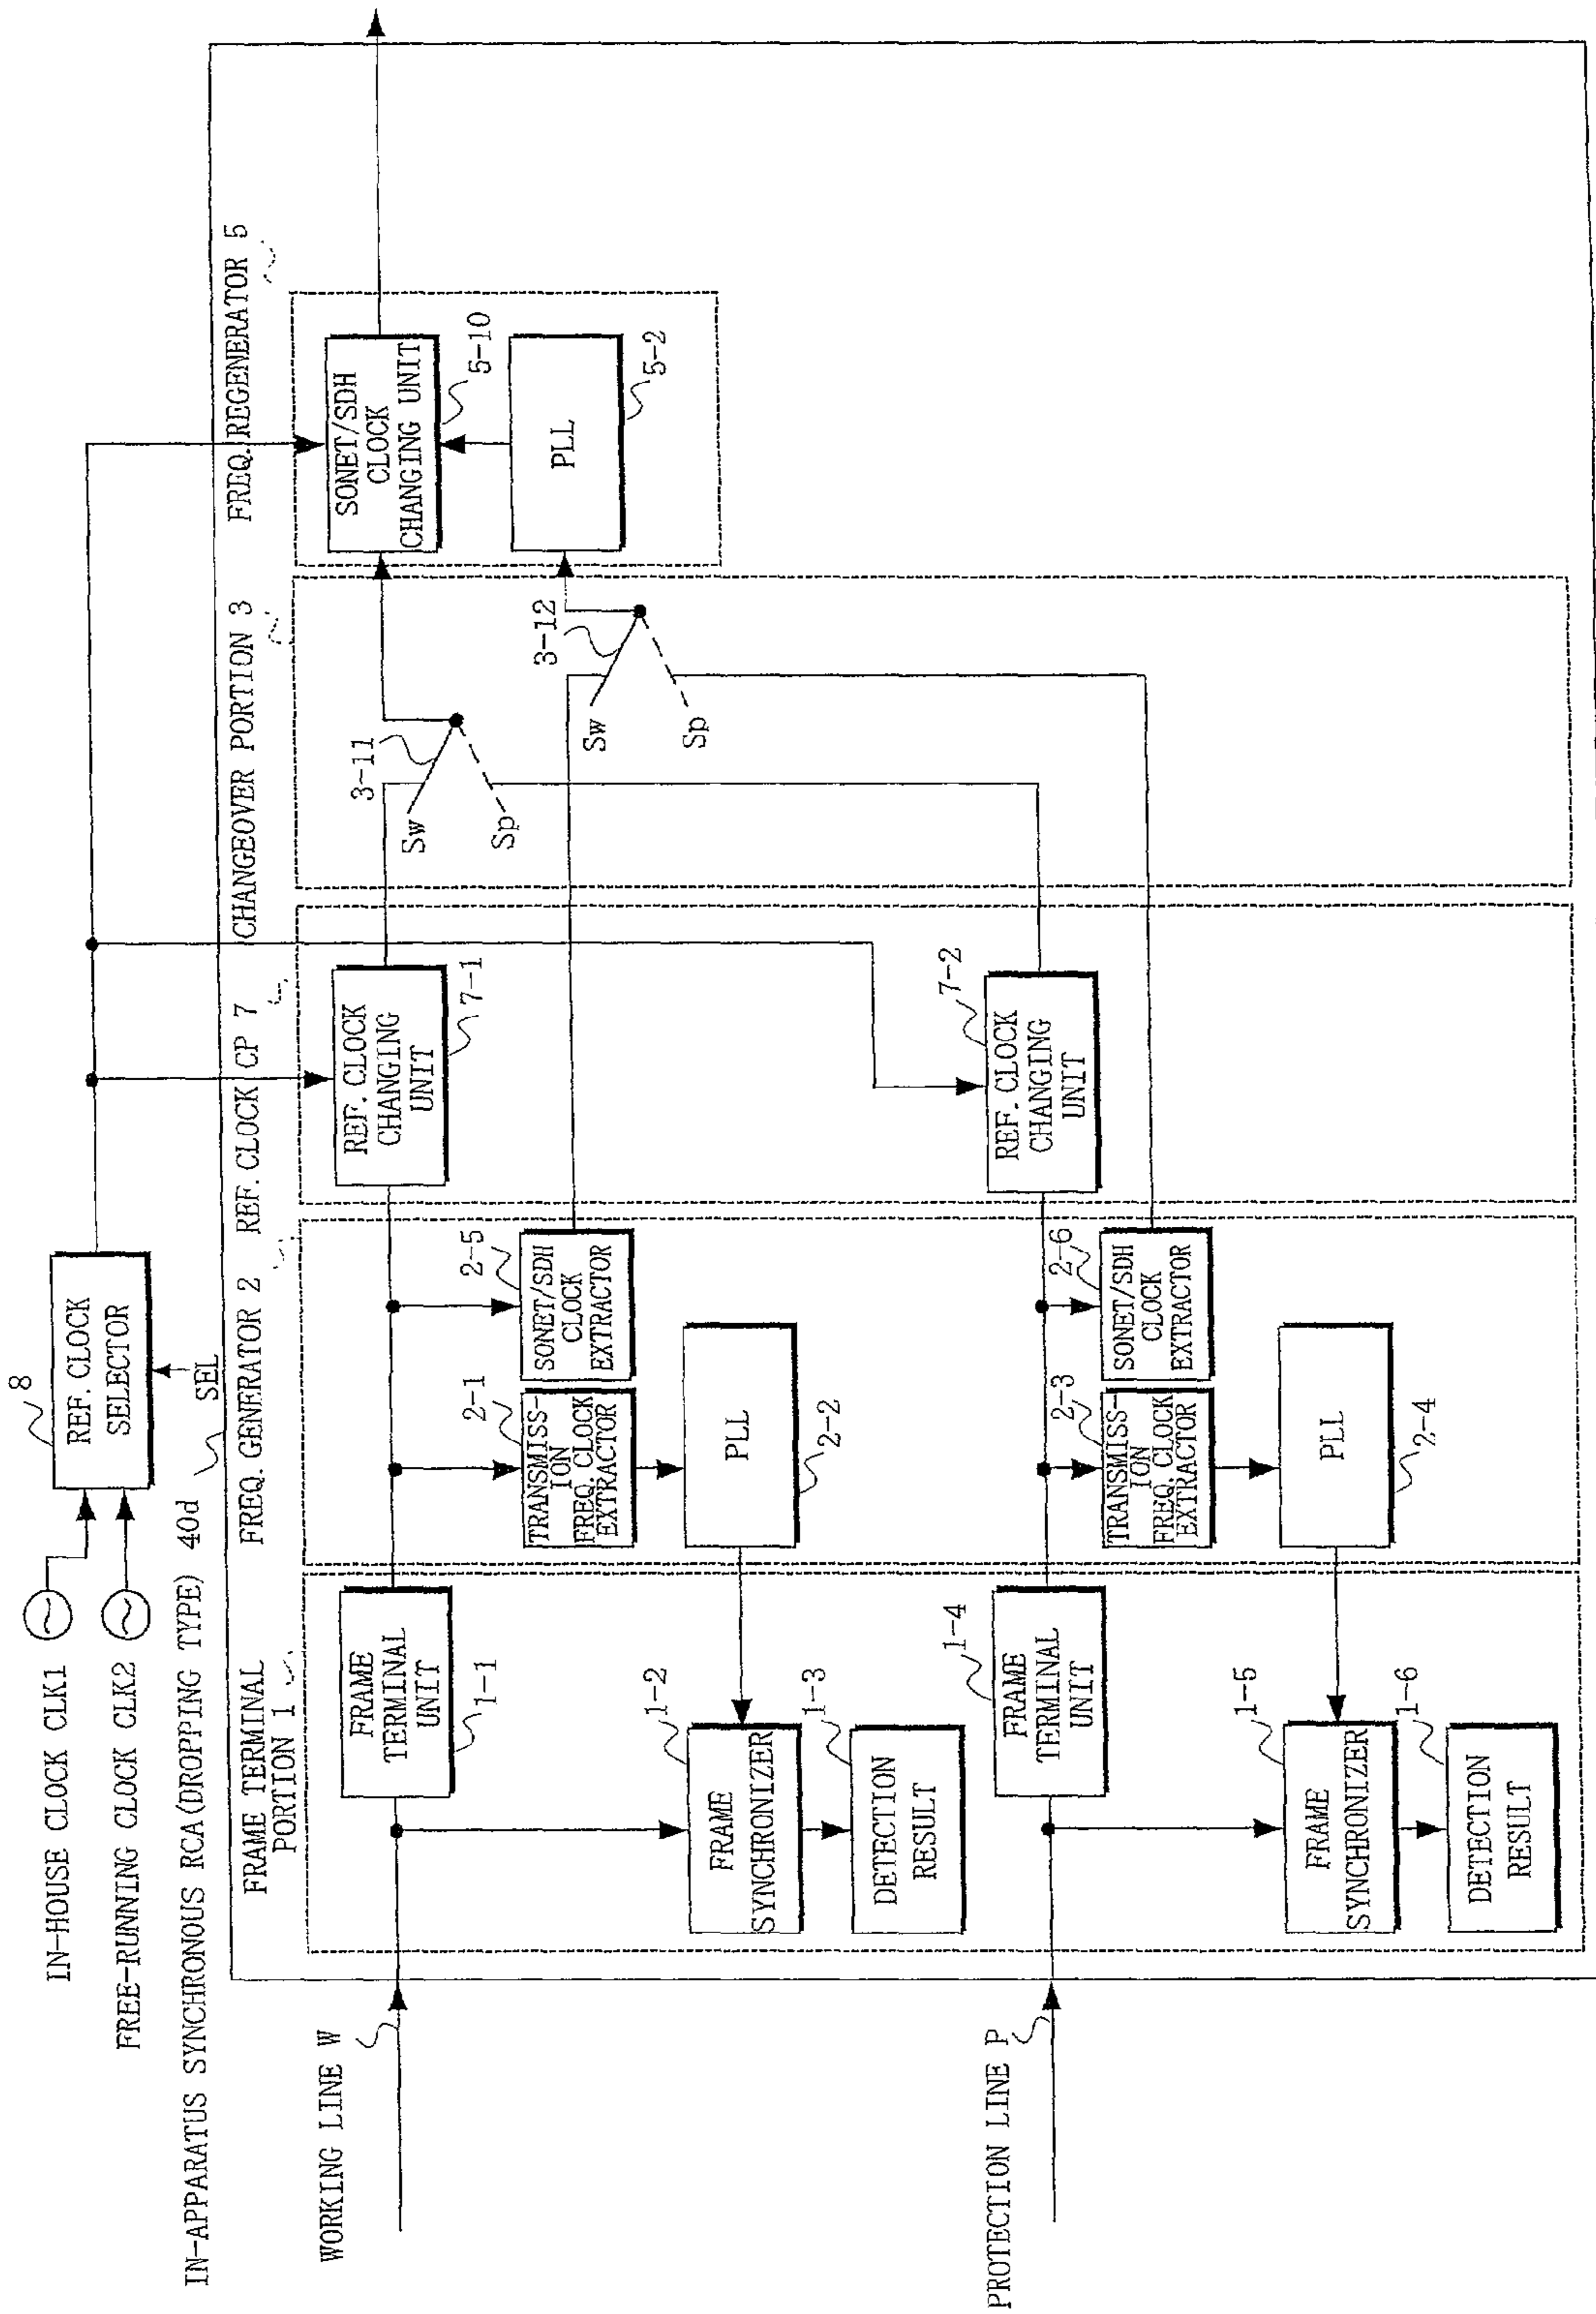 IN-HOUSE CLOCK CLK1
FREE-RUNNING CLOCK CLK2
8
REF. CLOCK
SELECTOR
SEL
IN-APPARATUS SYNCHRONOUS RCA(DROPPING TYPE) 40d
FRAME TERMINAL
PORTION 1
FREQ. GENERATOR 2
REF. CLOCK CP 7
CHANGEOVER PORTION 3
FREQ. REGENERATOR 5
WORKING LINE W
FRAME
TERMINAL
UNIT
1-1
FRAME
SYNCHRONIZER
1-2
DETECTION
RESULT
1-3
TRANSMISS-
ION
FREQ. CLOCK
EXTRACTOR
2-1
SONET/SDH
CLOCK
EXTRACTOR
2-5
PLL
2-2
REF. CLOCK
CHANGING
UNIT
7-1
3-11
Sw
Sp
3-12
Sw
Sp
SONET/SDH
CLOCK
CHANGING UNIT
5-10
PLL
5-2
PROTECTION LINE P
FRAME
TERMINAL
UNIT
1-4
FRAME
SYNCHRONIZER
1-5
DETECTION
RESULT
1-6
TRANSMISS-
ION
FREQ. CLOCK
EXTRACTOR
2-3
SONET/SDH
CLOCK
EXTRACTOR
2-6
PLL
2-4
REF. CLOCK
CHANGING
UNIT
7-2